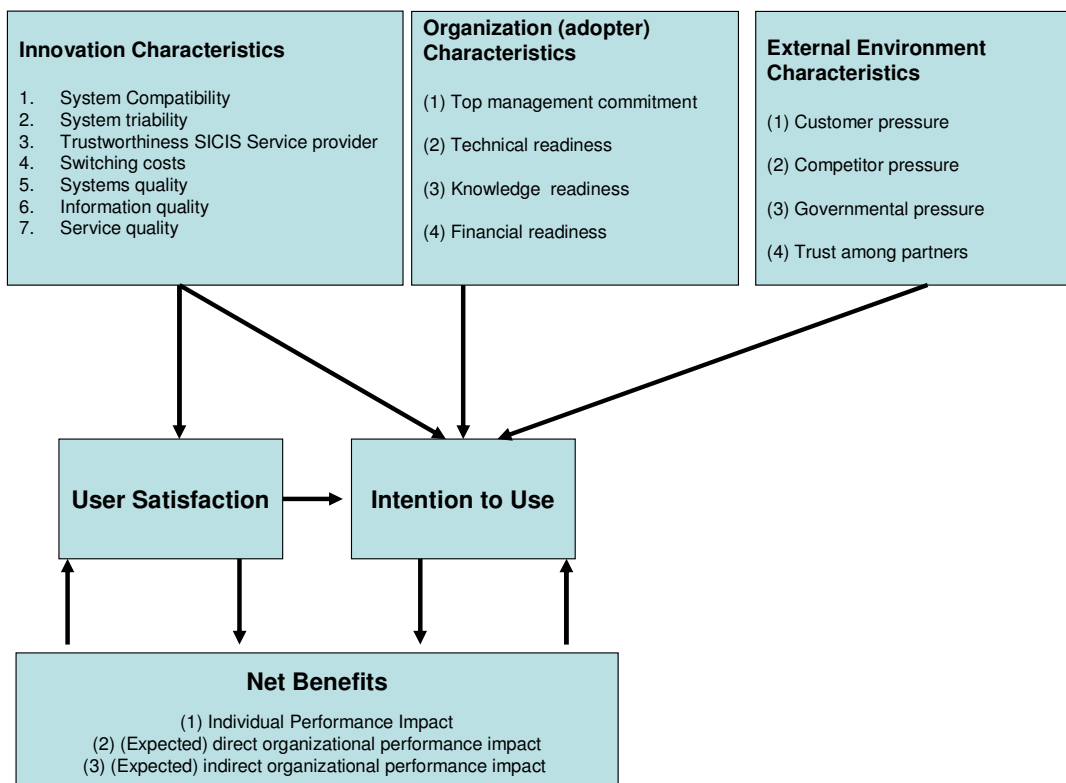 Innovation Characteristics
1. System Compatibility
2. System triability
3. Trustworthiness SICIS Service provider
4. Switching costs
5. Systems quality
6. Information quality
7. Service quality
Organization (adopter)
Characteristics
(1) Top management commitment
(2) Technical readiness
(3) Knowledge readiness
(4) Financial readiness
External Environment
Characteristics
(1) Customer pressure
(2) Competitor pressure
(3) Governmental pressure
(4) Trust among partners
User Satisfaction
Intention to Use
Net Benefits
(1) Individual Performance Impact
(2) (Expected) direct organizational performance impact
(3) (Expected) indirect organizational performance impact